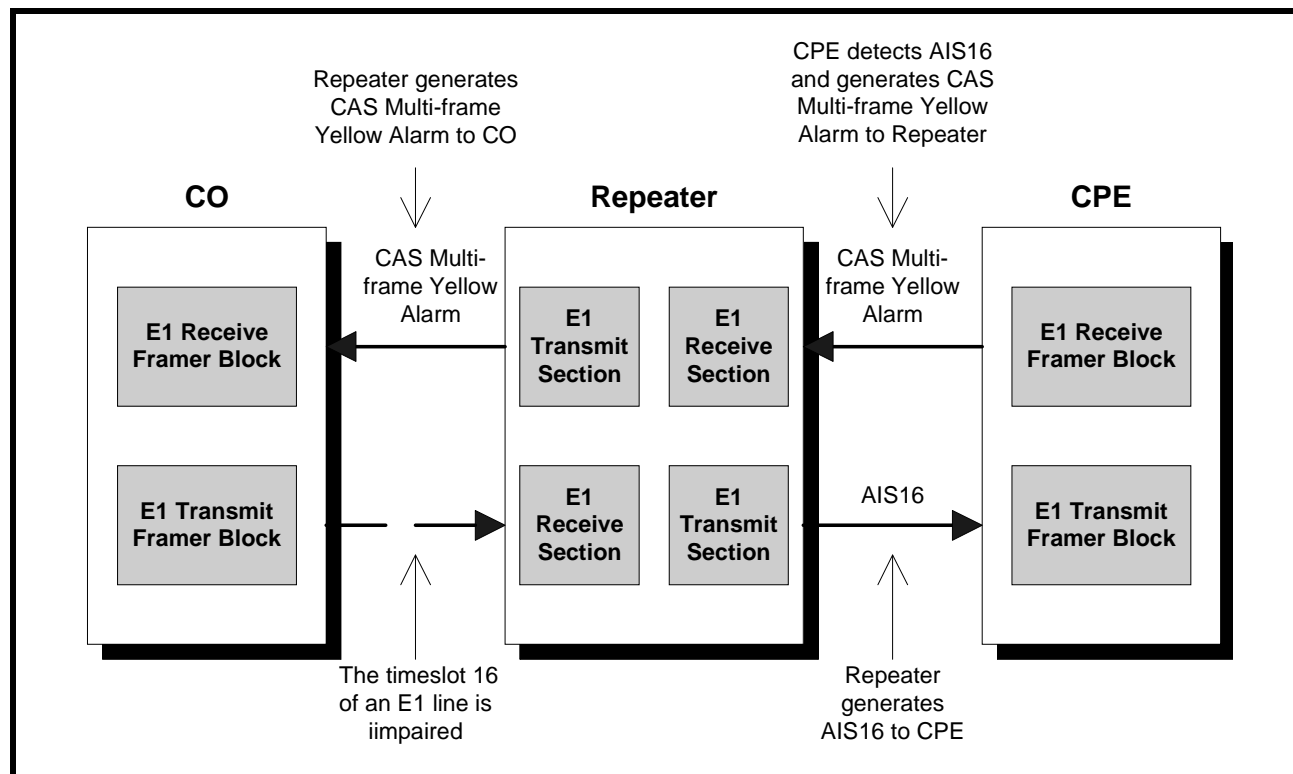 Repeater generates
CAS Multi-frame
Yellow Alarm to CO
CPE detects AIS16
and generates CAS
Multi-frame Yellow
Alarm to Repeater
CO
Repeater
CPE
CAS Multi-
frame Yellow
Alarm
CAS Multi-
frame Yellow
Alarm
E1 Receive
Framer Block
E1
Transmit
Section
E1
Receive
Section
E1 Receive
Framer Block
E1 Transmit
Framer Block
E1
Receive
Section
E1
Transmit
Section
AIS16
E1 Transmit
Framer Block
The timeslot 16
of an E1 line is
iimpaired
Repeater
generates
AIS16 to CPE